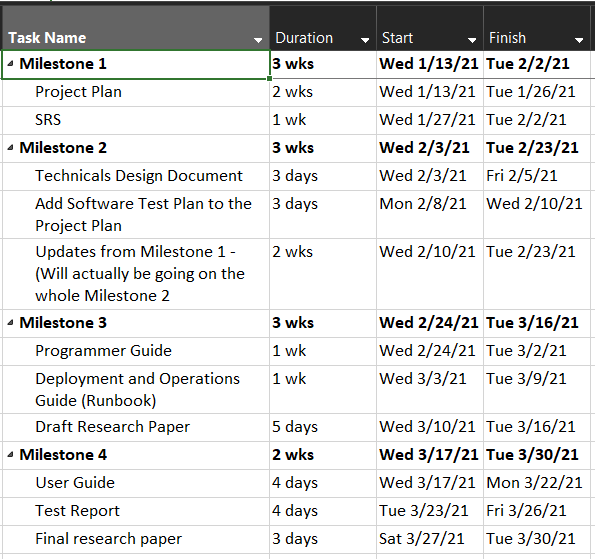 Task Name Duration Start Finish
Milestone 1 3 wks Wed 1/13/21 Tue 2/2/21
Project Plan 2 wks Wed 1/13/21 Tue 1/26/21
SRS 1 wk Wed 1/27/21 Tue 2/2/21
Milestone 2 3 wks Wed 2/3/21 Tue 2/23/21
Technicals Design Document 3 days Wed 2/3/21 Fri 2/5/21
Add Software Test Plan to the 3 days Mon 2/8/21 Wed 2/10/21
Project Plan
Updates from Milestone 1 - 2 wks Wed 2/10/21 Tue 2/23/21
(Will actually be going on the
whole Milestone 2
Milestone 3 3 wks Wed 2/24/21 Tue 3/16/21
Programmer Guide 1 wk Wed 2/24/21 Tue 3/2/21
Deployment and Operations 1 wk Wed 3/3/21 Tue 3/9/21
Guide (Runbook)
Draft Research Paper 5 days Wed 3/10/21 Tue 3/16/21
Milestone 4 2 wks Wed 3/17/21 Tue 3/30/21
User Guide 4 days Wed 3/17/21 Mon 3/22/21
Test Report 4 days Tue 3/23/21 Fri 3/26/21
Final research paper 3 days Sat 3/27/21 Tue 3/30/21